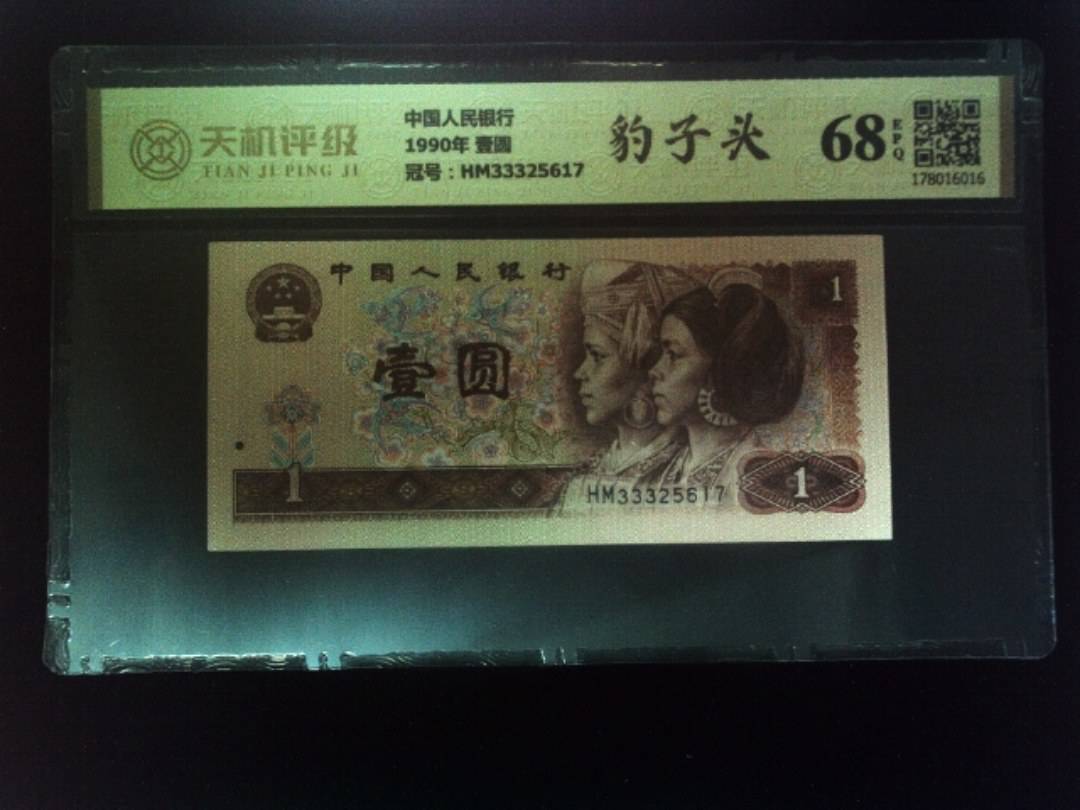 天机评级
TIAN JI PING JI
中国人民银行
1990年 壹圆
冠号：HM33325617
豹子头
68
EPQ
178016016
中国人民银行
1
壹圆
1
HM33325617
1